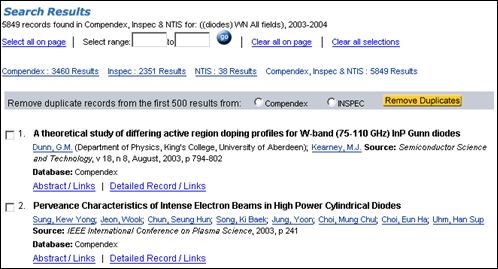 Search Results
5849 records found in Compendex, Inspec & NTIS for: ((diodes) WN All fields), 2003-2004
Select all on page | Select range: to go | Clear all on page | Clear all selections
Compendex : 3460 Results Inspec : 2351 Results NTIS : 38 Results Compendex, Inspec & NTIS : 5849 Results
Remove duplicate records from the first 500 results from: Compendex INSPEC Remove Duplicates
1. A theoretical study of differing active region doping profiles for W-band (75-110 GHz) InP Gunn diodes
Dunn, G.M. (Department of Physics, King's College, University of Aberdeen); Kearney, M.J. Source: Semiconductor Science
and Technology, v 18, n 8, August, 2003, p 794-802
Database: Compendex
Abstract / Links | Detailed Record / Links
2. Perveance Characteristics of Intense Electron Beams in High Power Cylindrical Diodes
Sung, Kew Yong; Jeon, Wook; Chun, Seung Hun; Song, Ki Baek; Jung, Yoon; Choi, Mung Chul; Choi, Eun Ha; Uhm, Han Sup
Source: IEEE International Conference on Plasma Science, 2003, p 241
Database: Compendex
Abstract / Links | Detailed Record / Links